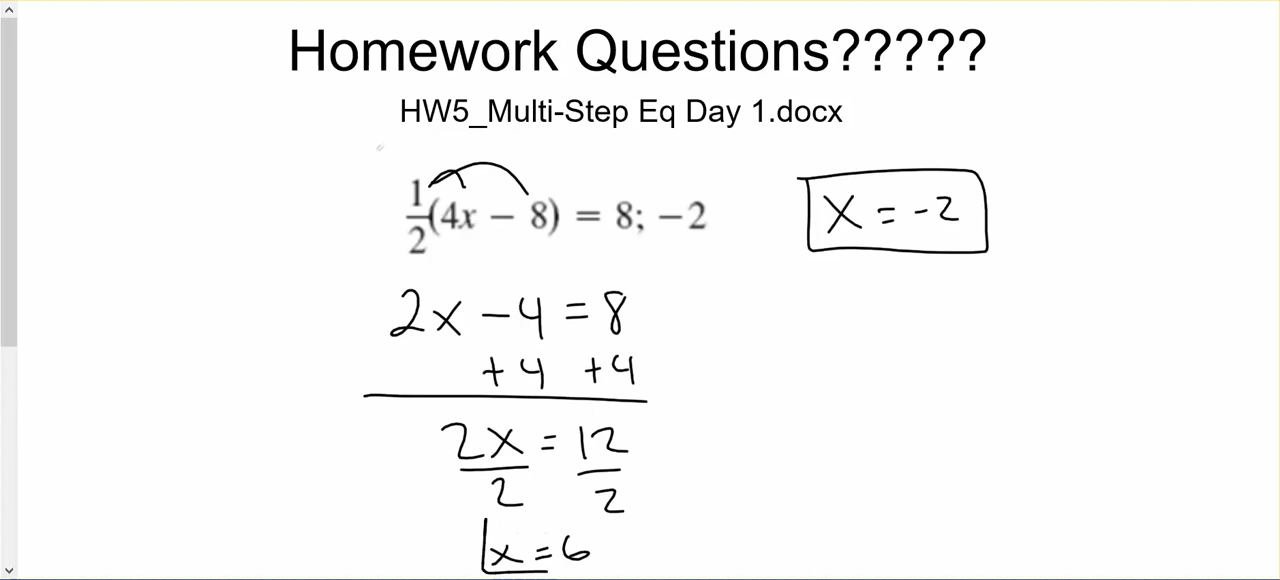 Homework Questions?????
HW5_Multi-Step Eq Day 1.docx
1/2(4x − 8) = 8; −2
x = -2
2x - 4 = 8
+4 +4
2x/2 = 12/2
x = 6